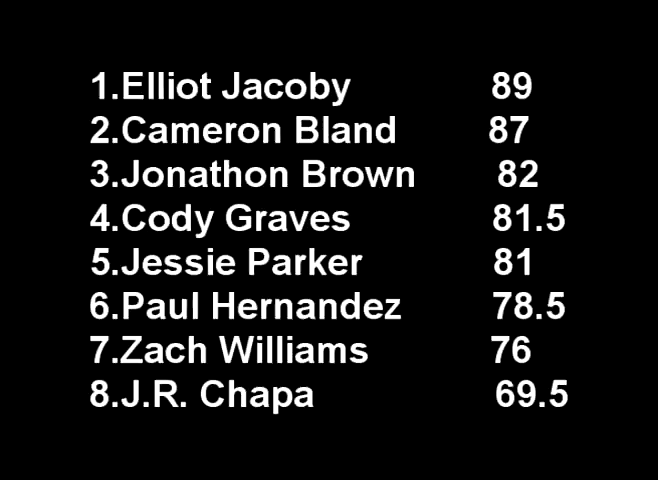 1.Elliot Jacoby 89
2.Cameron Bland 87
3.Jonathon Brown 82
4.Cody Graves 81.5
5.Jessie Parker 81
6.Paul Hernandez 78.5
7.Zach Williams 76
8.J.R. Chapa 69.5